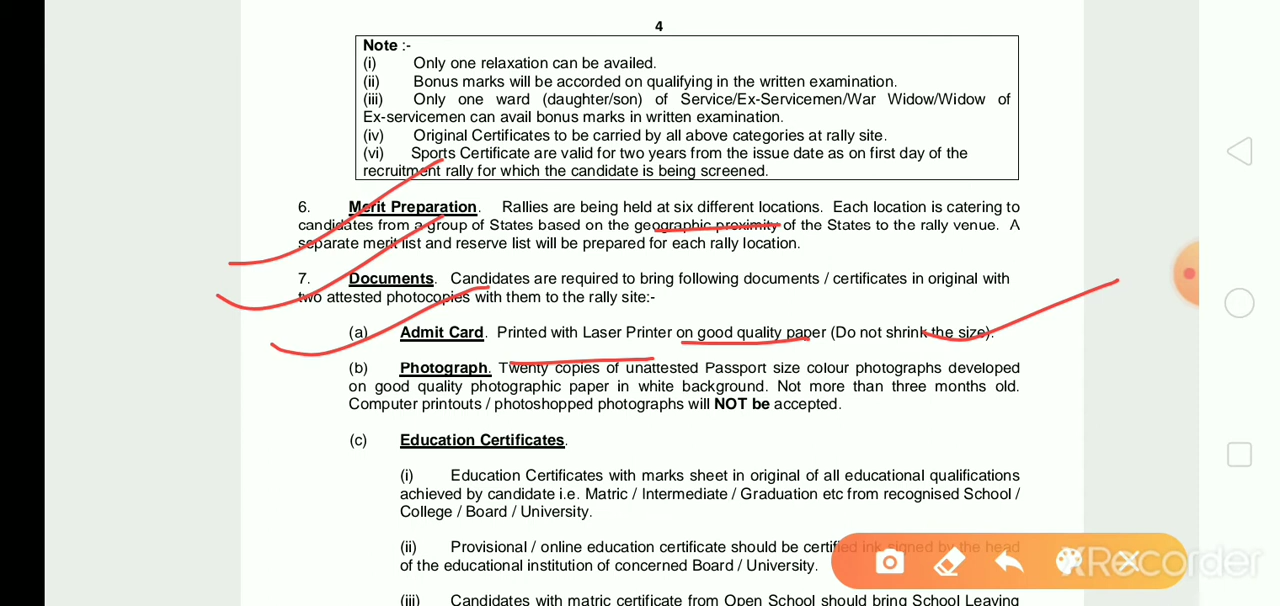 4
Note :-
(i) Only one relaxation can be availed.
(ii) Bonus marks will be accorded on qualifying in the written examination.
(iii) Only one ward (daughter/son) of Service/Ex-Servicemen/War Widow/Widow of
Ex-servicemen can avail bonus marks in written examination.
(iv) Original Certificates to be carried by all above categories at rally site.
(vi) Sports Certificate are valid for two years from the issue date as on first day of the
recruitment rally for which the candidate is being screened.
6. Merit Preparation. Rallies are being held at six different locations. Each location is catering to
candidates from a group of States based on the geographic proximity of the States to the rally venue. A
separate merit list and reserve list will be prepared for each rally location.
7. Documents. Candidates are required to bring following documents / certificates in original with
two attested photocopies with them to the rally site:-
(a) Admit Card. Printed with Laser Printer on good quality paper (Do not shrink the size).
(b) Photograph. Twenty copies of unattested Passport size colour photographs developed
on good quality photographic paper in white background. Not more than three months old.
Computer printouts / photoshopped photographs will NOT be accepted.
(c) Education Certificates.
(i) Education Certificates with marks sheet in original of all educational qualifications
achieved by candidate i.e. Matric / Intermediate / Graduation etc from recognised School /
College / Board / University.
(ii) Provisional / online education certificate should be certified ink signed by the head
of the educational institution of concerned Board / University.
(iii) Candidates with matric certificate from Open School should bring School Leaving
XRecorder